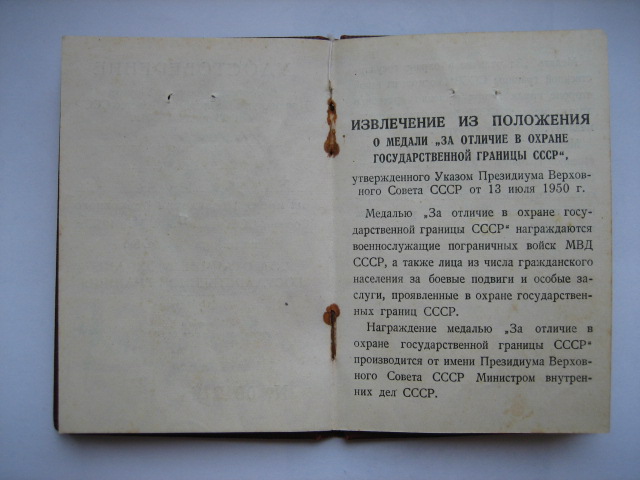 ИЗВЛЕЧЕНИЕ ИЗ ПОЛОЖЕНИЯ
О МЕДАЛИ „ЗА ОТЛИЧИЕ В ОХРАНЕ
ГОСУДАРСТВЕННОЙ ГРАНИЦЫ СССР“,
утвержденного Указом Президиума Верхов-
ного Совета СССР от 13 июля 1950 г.
Медалью „За отличие в охране госу-
дарственной границы СССР“ награждаются
военнослужащие пограничных войск МВД
СССР, а также лица из числа гражданского
населения за боевые подвиги и особые за-
слуги, проявленные в охране государствен-
ных границ СССР.
Награждение медалью „За отличие в
охране государственной границы СССР“
производится от имени Президиума Верхов-
ного Совета СССР Министром внутрен-
них дел СССР.